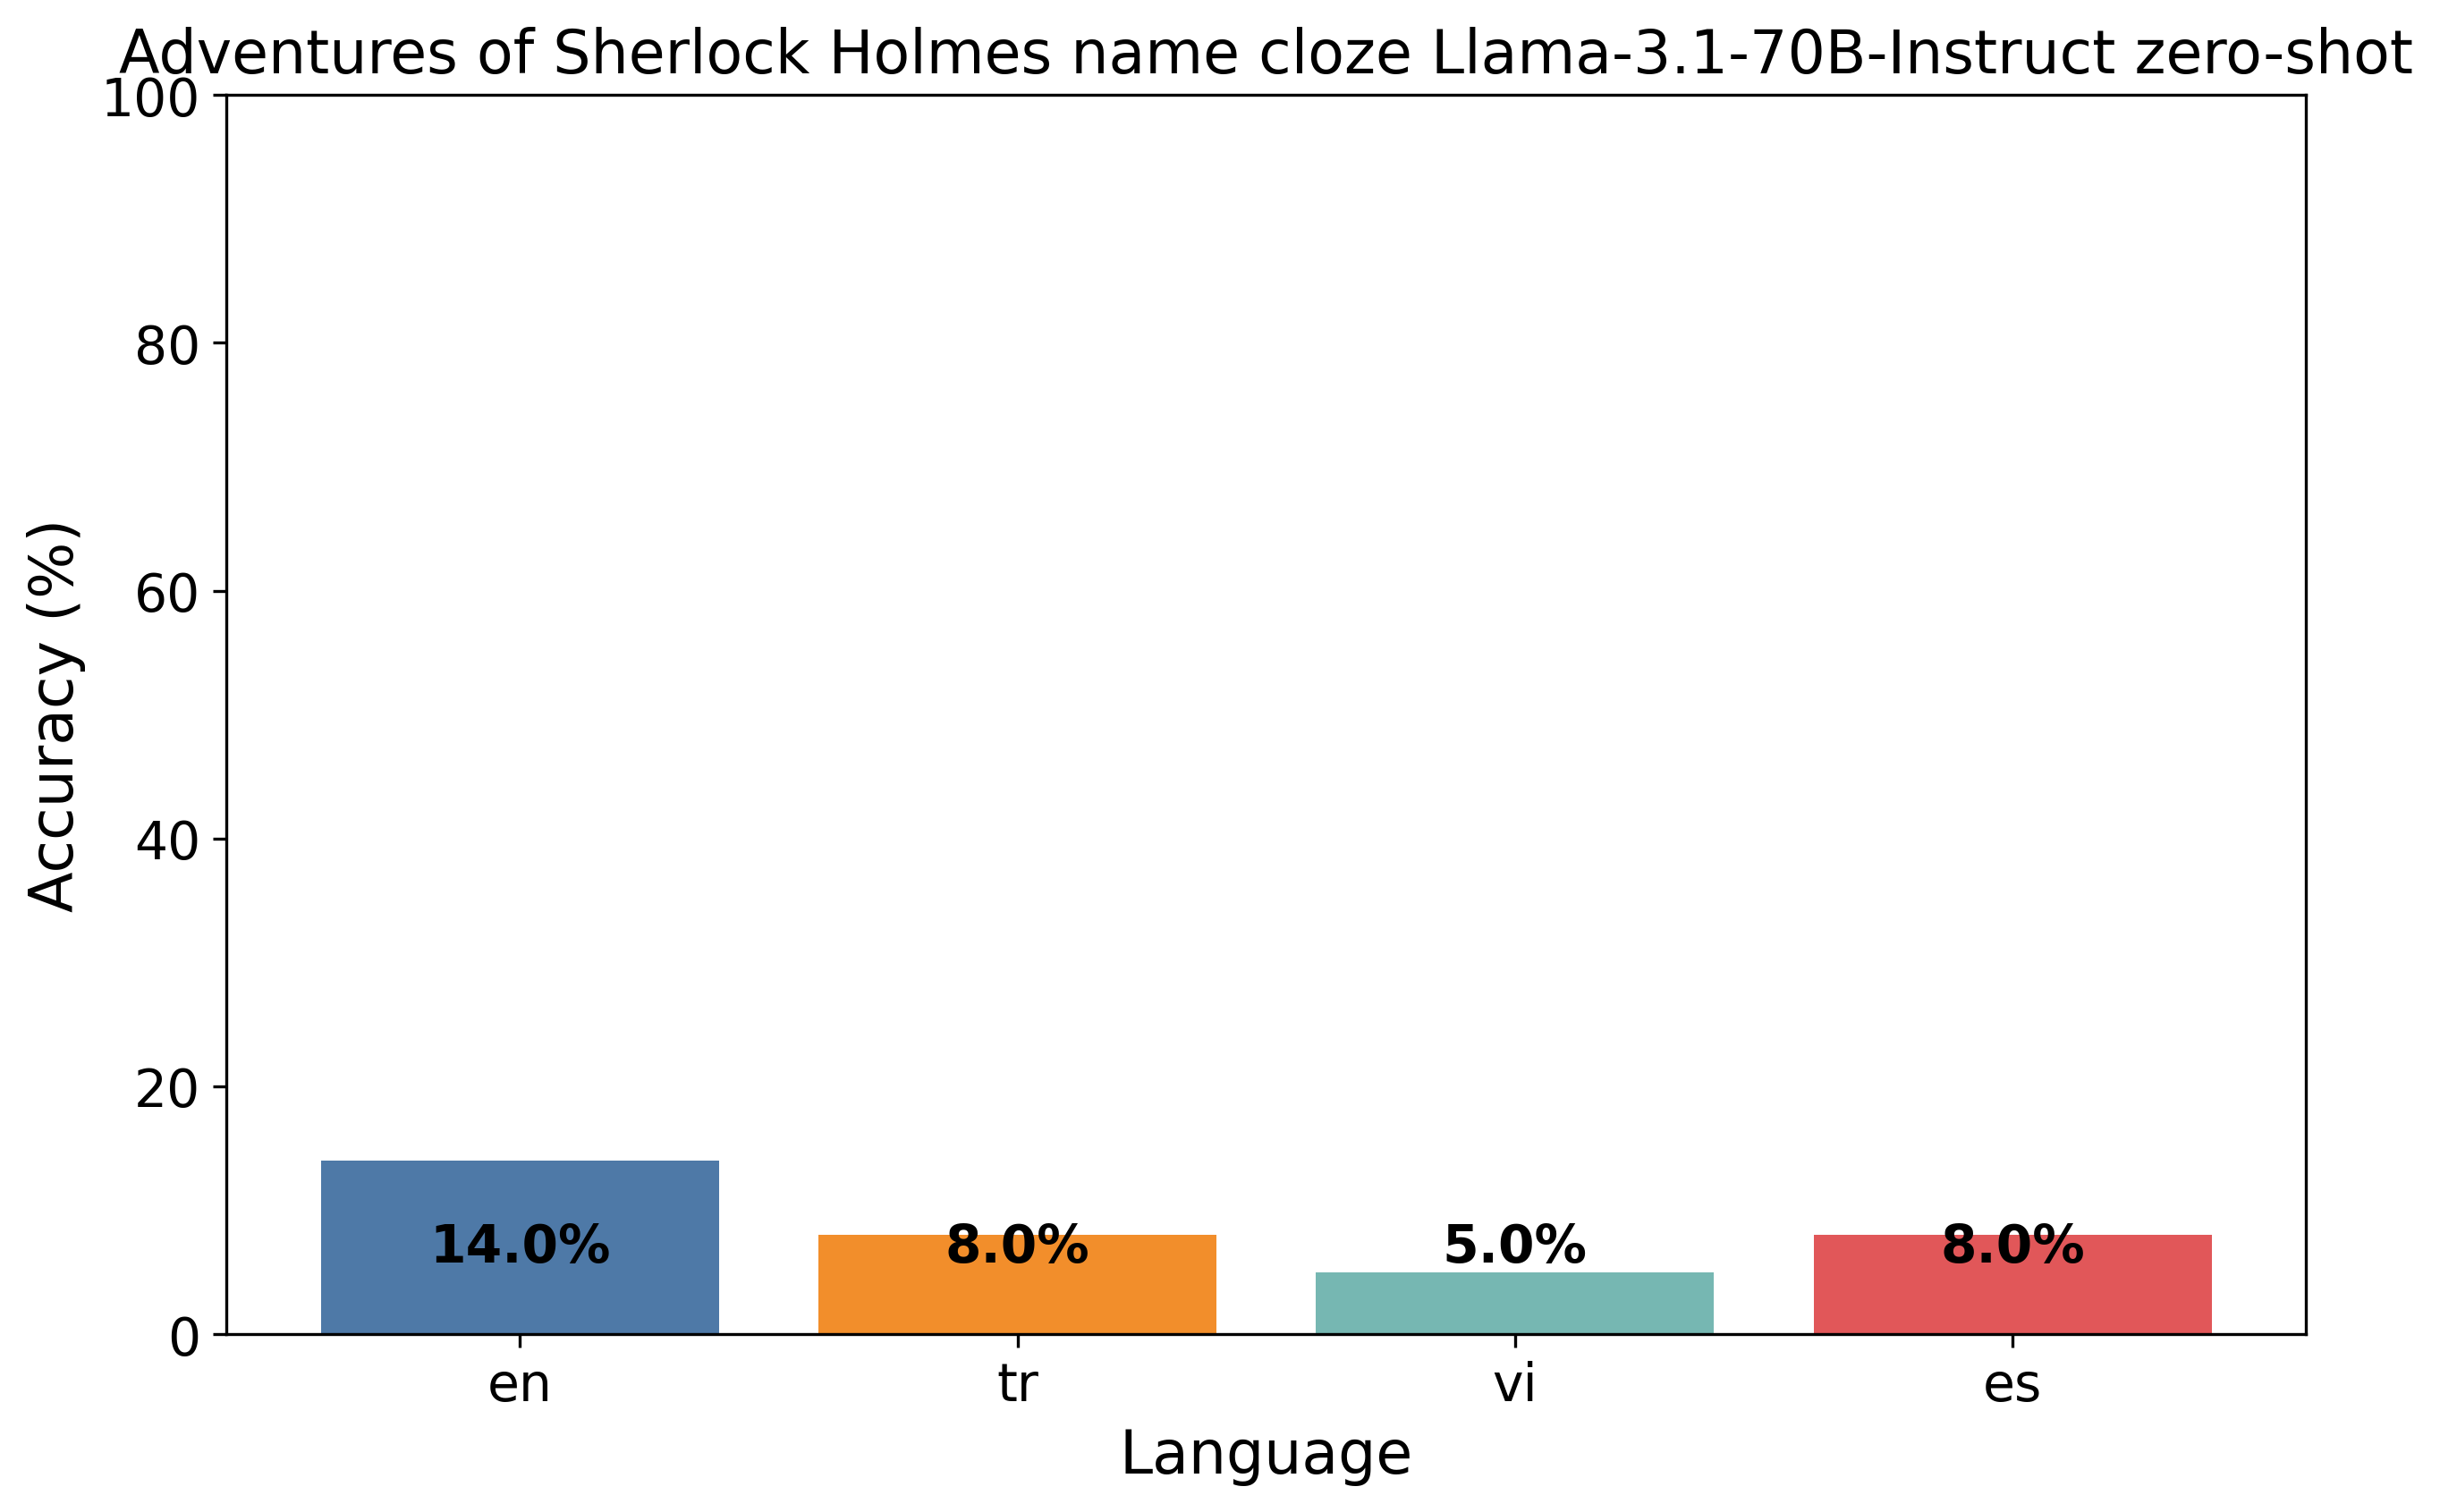 Adventures of Sherlock Holmes name cloze Llama-3.1-70B-Instruct zero-shot
100
80
60
40
20
0
Accuracy (%)
14.0%
8.0%
5.0%
8.0%
en
tr
vi
es
Language